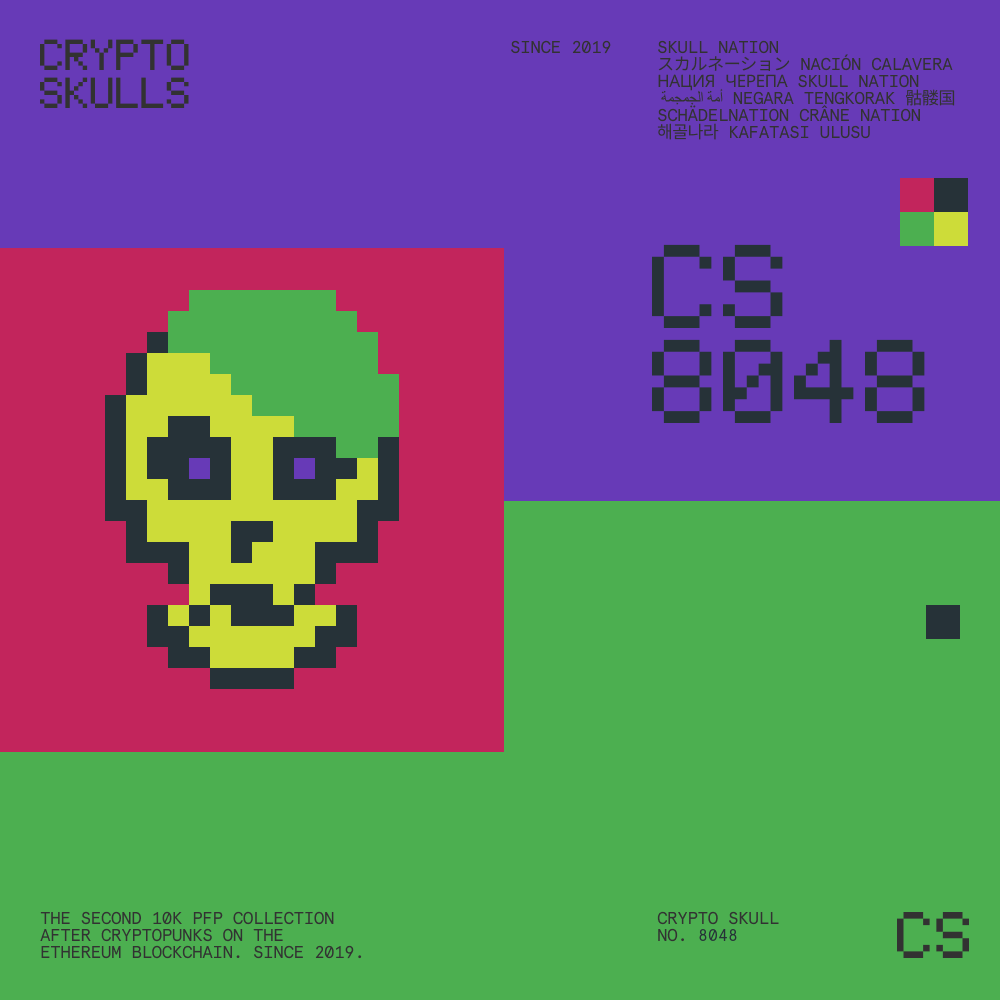 CRYPTO
SKULLS
SINCE 2019
SKULL NATION
スカルネーション NACIÓN CALAVERA
НАЦИЯ ЧЕРЕПА SKULL NATION
أمة الجمجمة NEGARA TENGKORAK 骷髅国
SCHÄDELNATION CRÂNE NATION
해골나라 KAFATASI ULUSU
CS
8048
THE SECOND 10K PFP COLLECTION
AFTER CRYPTOPUNKS ON THE
ETHEREUM BLOCKCHAIN. SINCE 2019.
CRYPTO SKULL
NO. 8048
CS